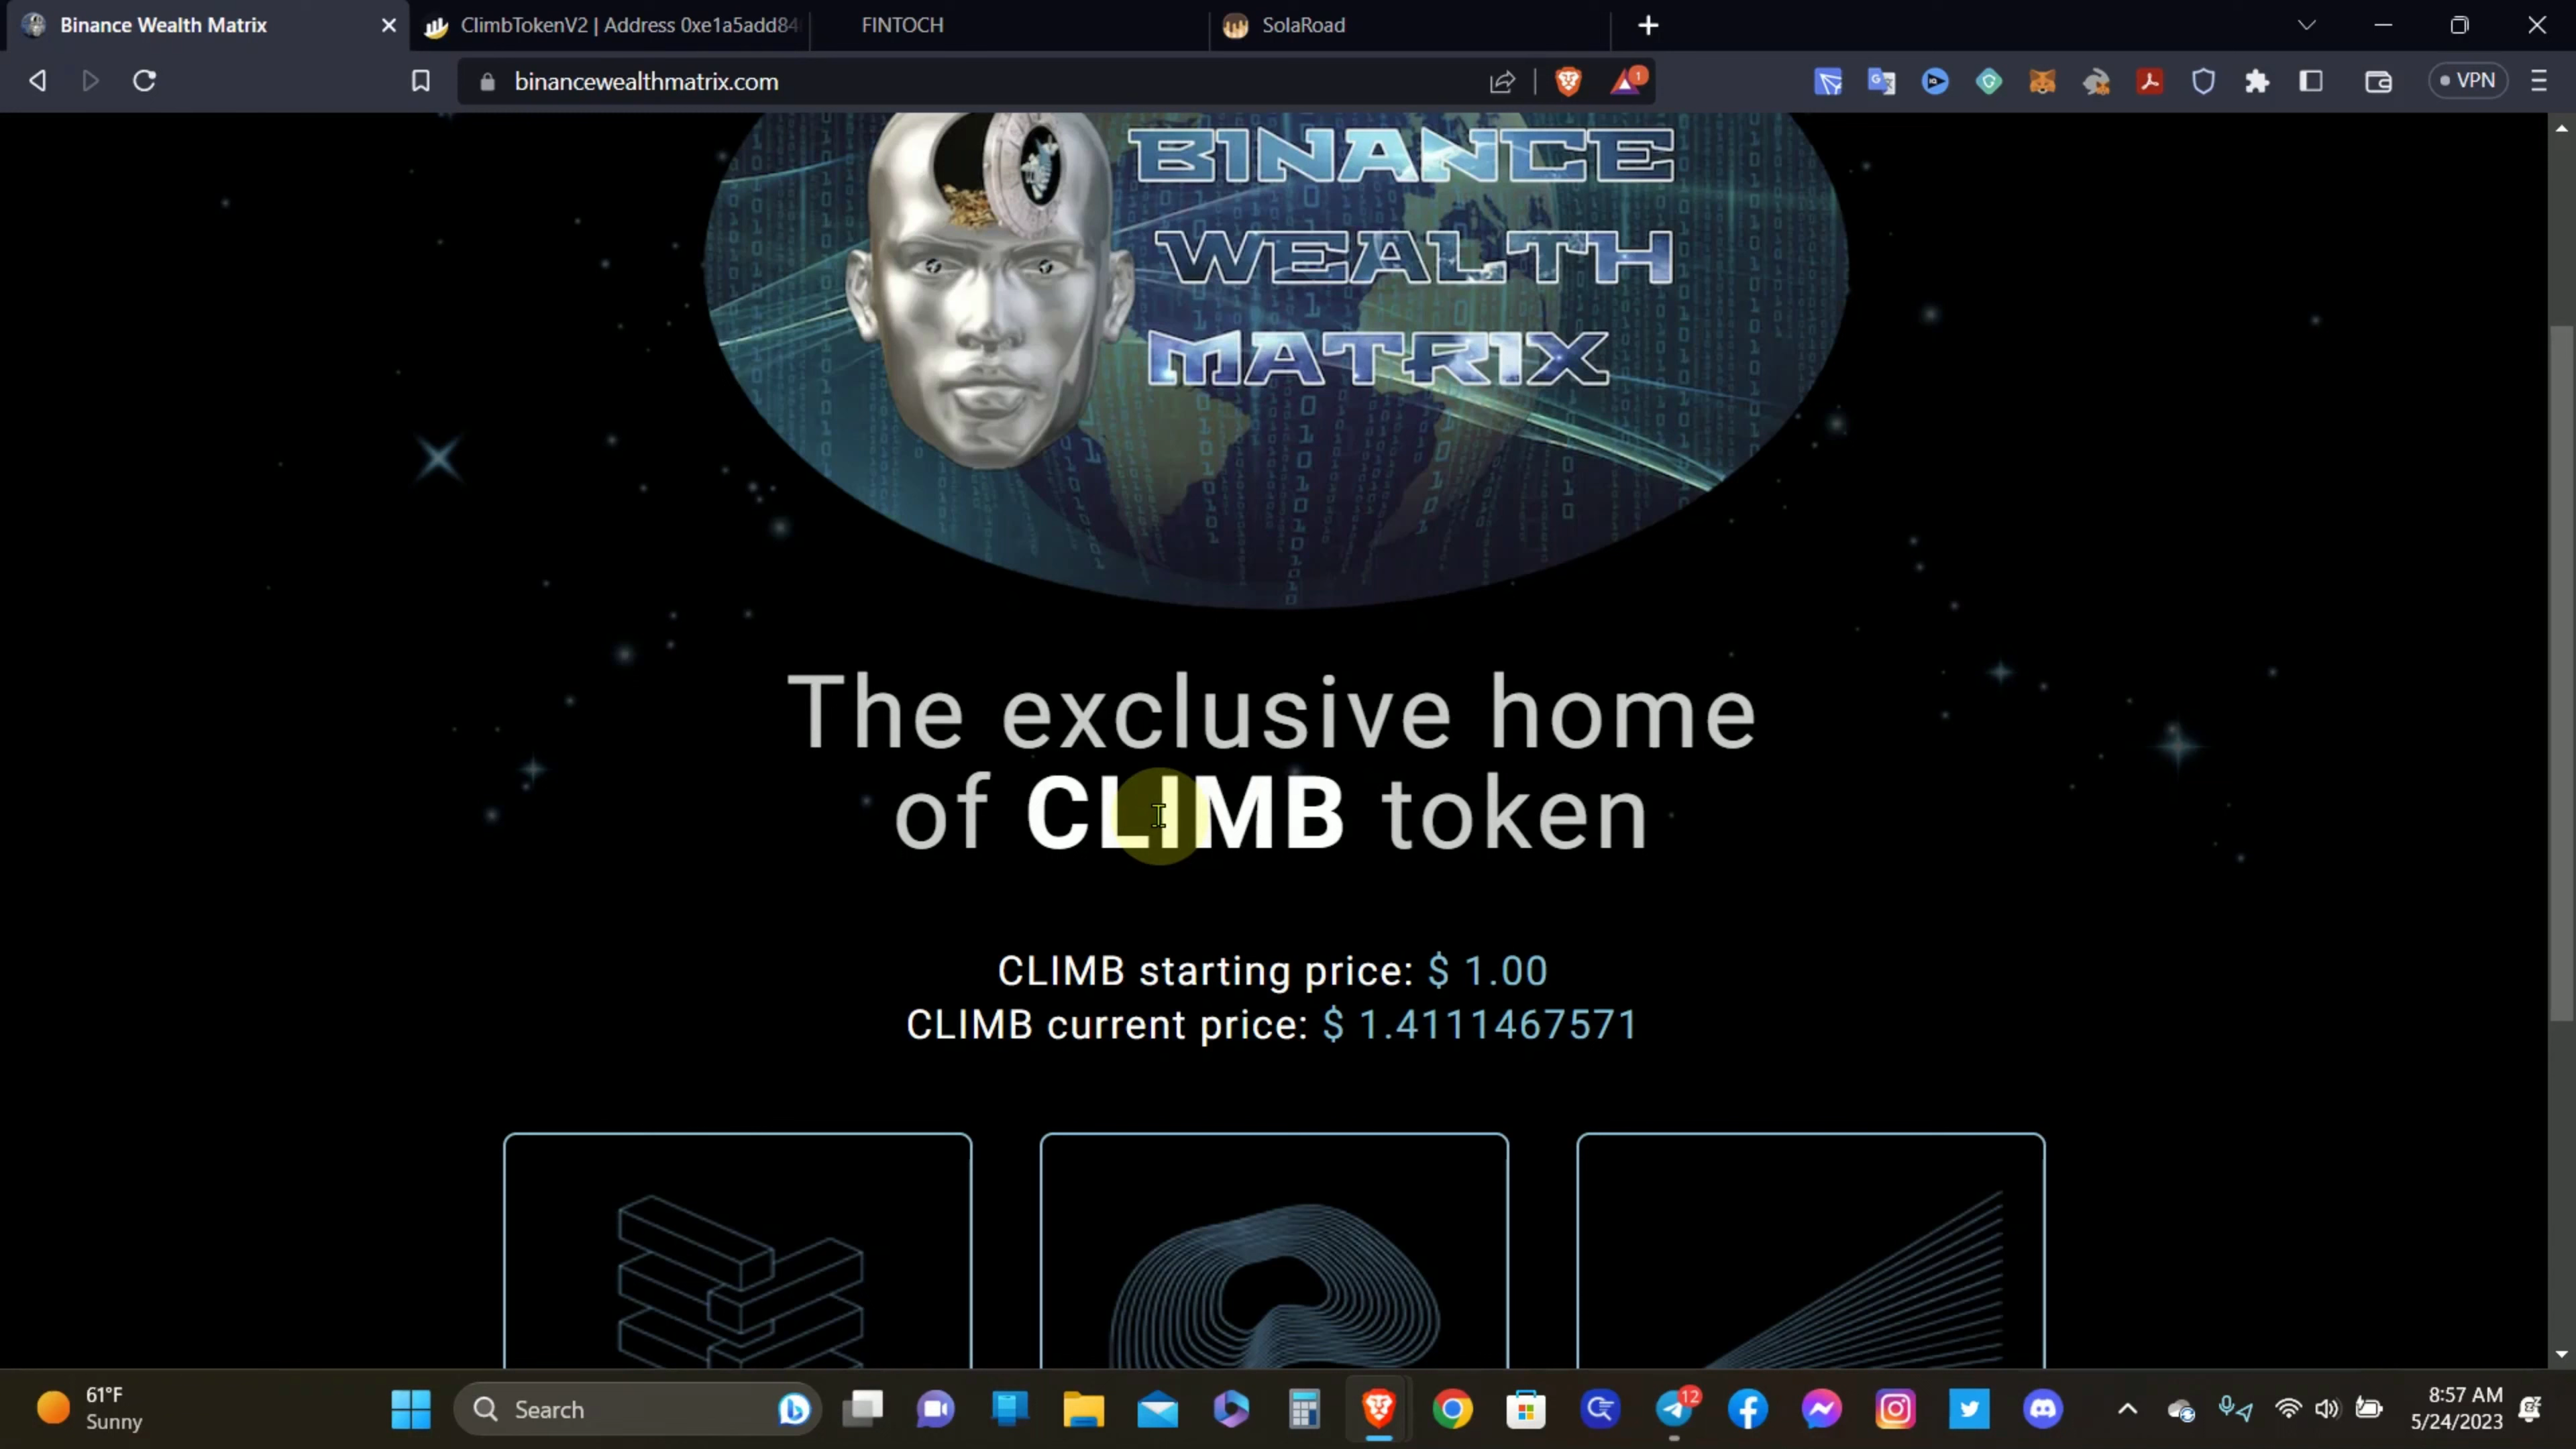 Binance Wealth Matrix
ClimbTokenV2 | Address 0xe1a5add84
FINTOCH
SolaRoad
binancewealthmatrix.com
1
VPN
BINANCE
WEALTH
MATRIX
The exclusive home
of CLIMB token
CLIMB starting price: $ 1.00
CLIMB current price: $ 1.4111467571
61°F
Sunny
Search
12
8:57 AM
5/24/2023